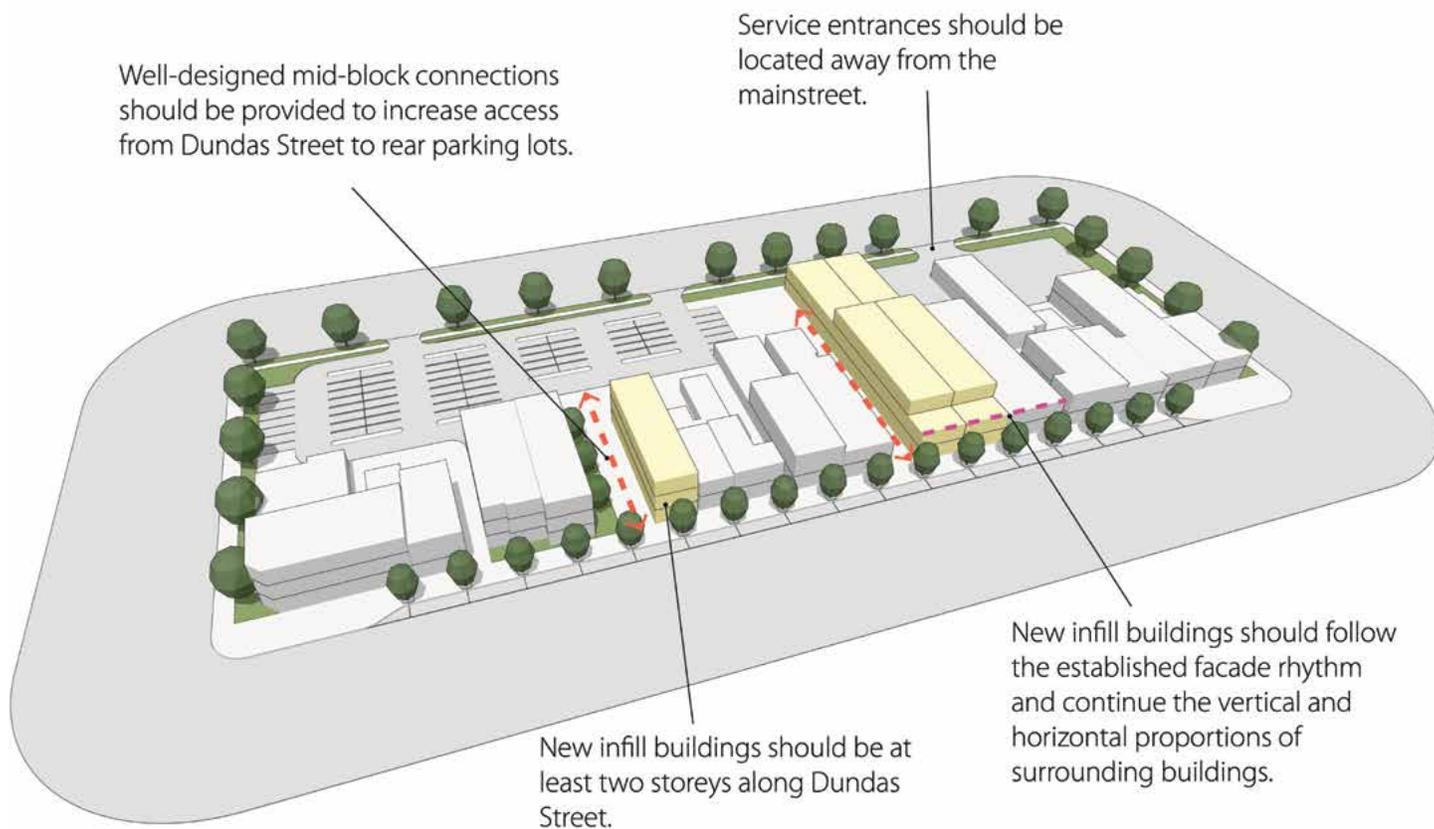 Service entrances should be
located away from the
mainstreet.
Well-designed mid-block connections
should be provided to increase access
from Dundas Street to rear parking lots.
New infill buildings should follow
the established facade rhythm
and continue the vertical and
horizontal proportions of
surrounding buildings.
New infill buildings should be at
least two storeys along Dundas
Street.